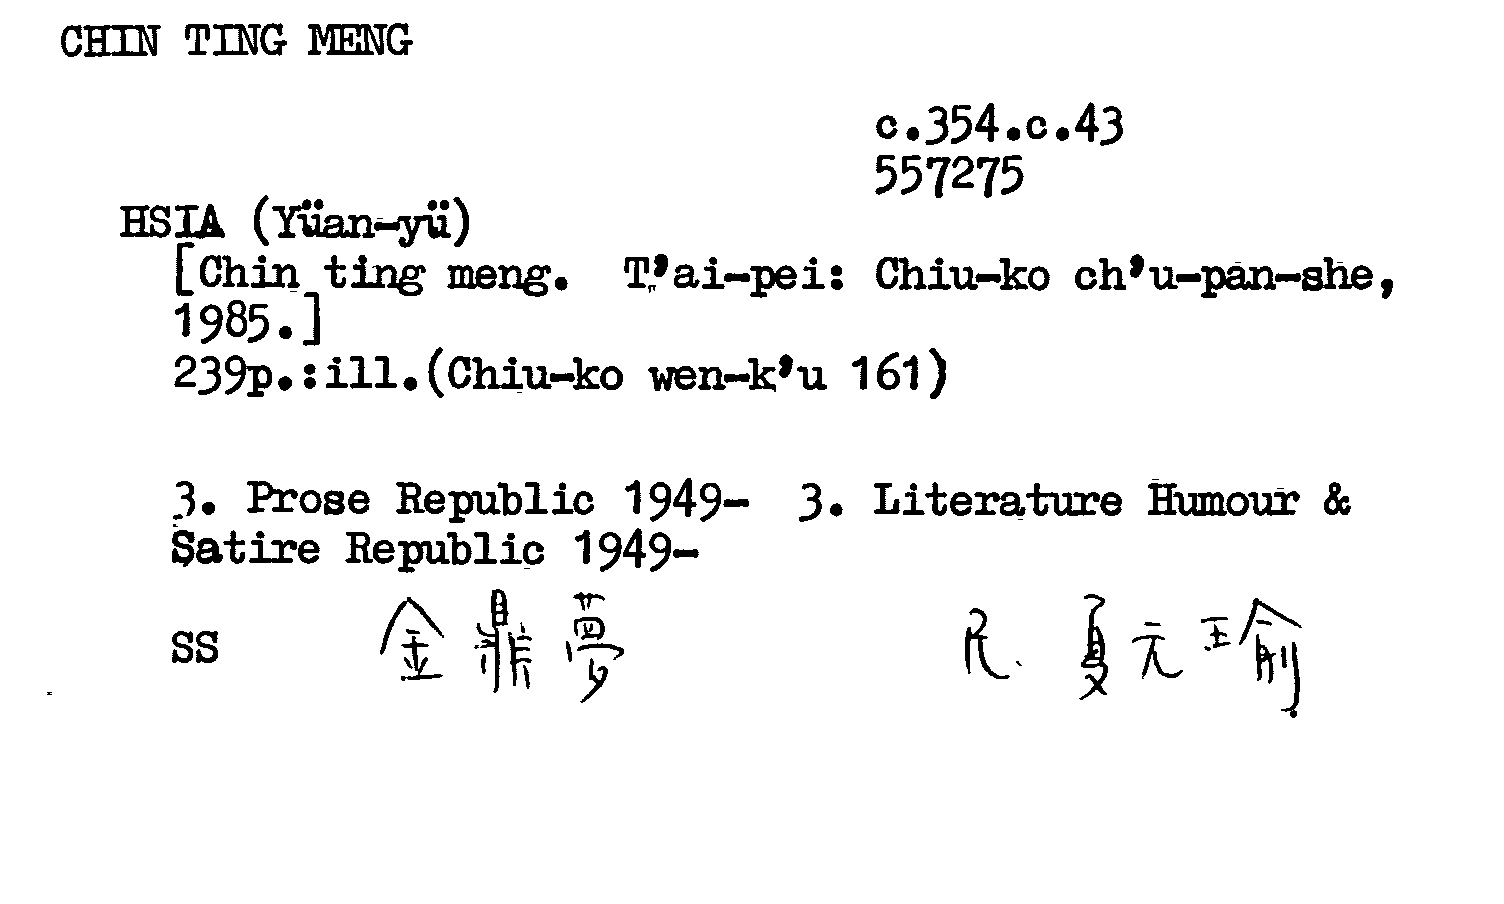 CHIN TING MENG
c.354.c.43
557275
HSIA (Yüan-yü)
[Chin ting meng. T'ai-pei: Chiu-ko ch'u-pan-she,
1985.]
239p.:ill.(Chiu-ko wen-k'u 161)
3. Prose Republic 1949- 3. Literature Humour &
Satire Republic 1949-
SS 金鼎夢 民. 夏元瑜